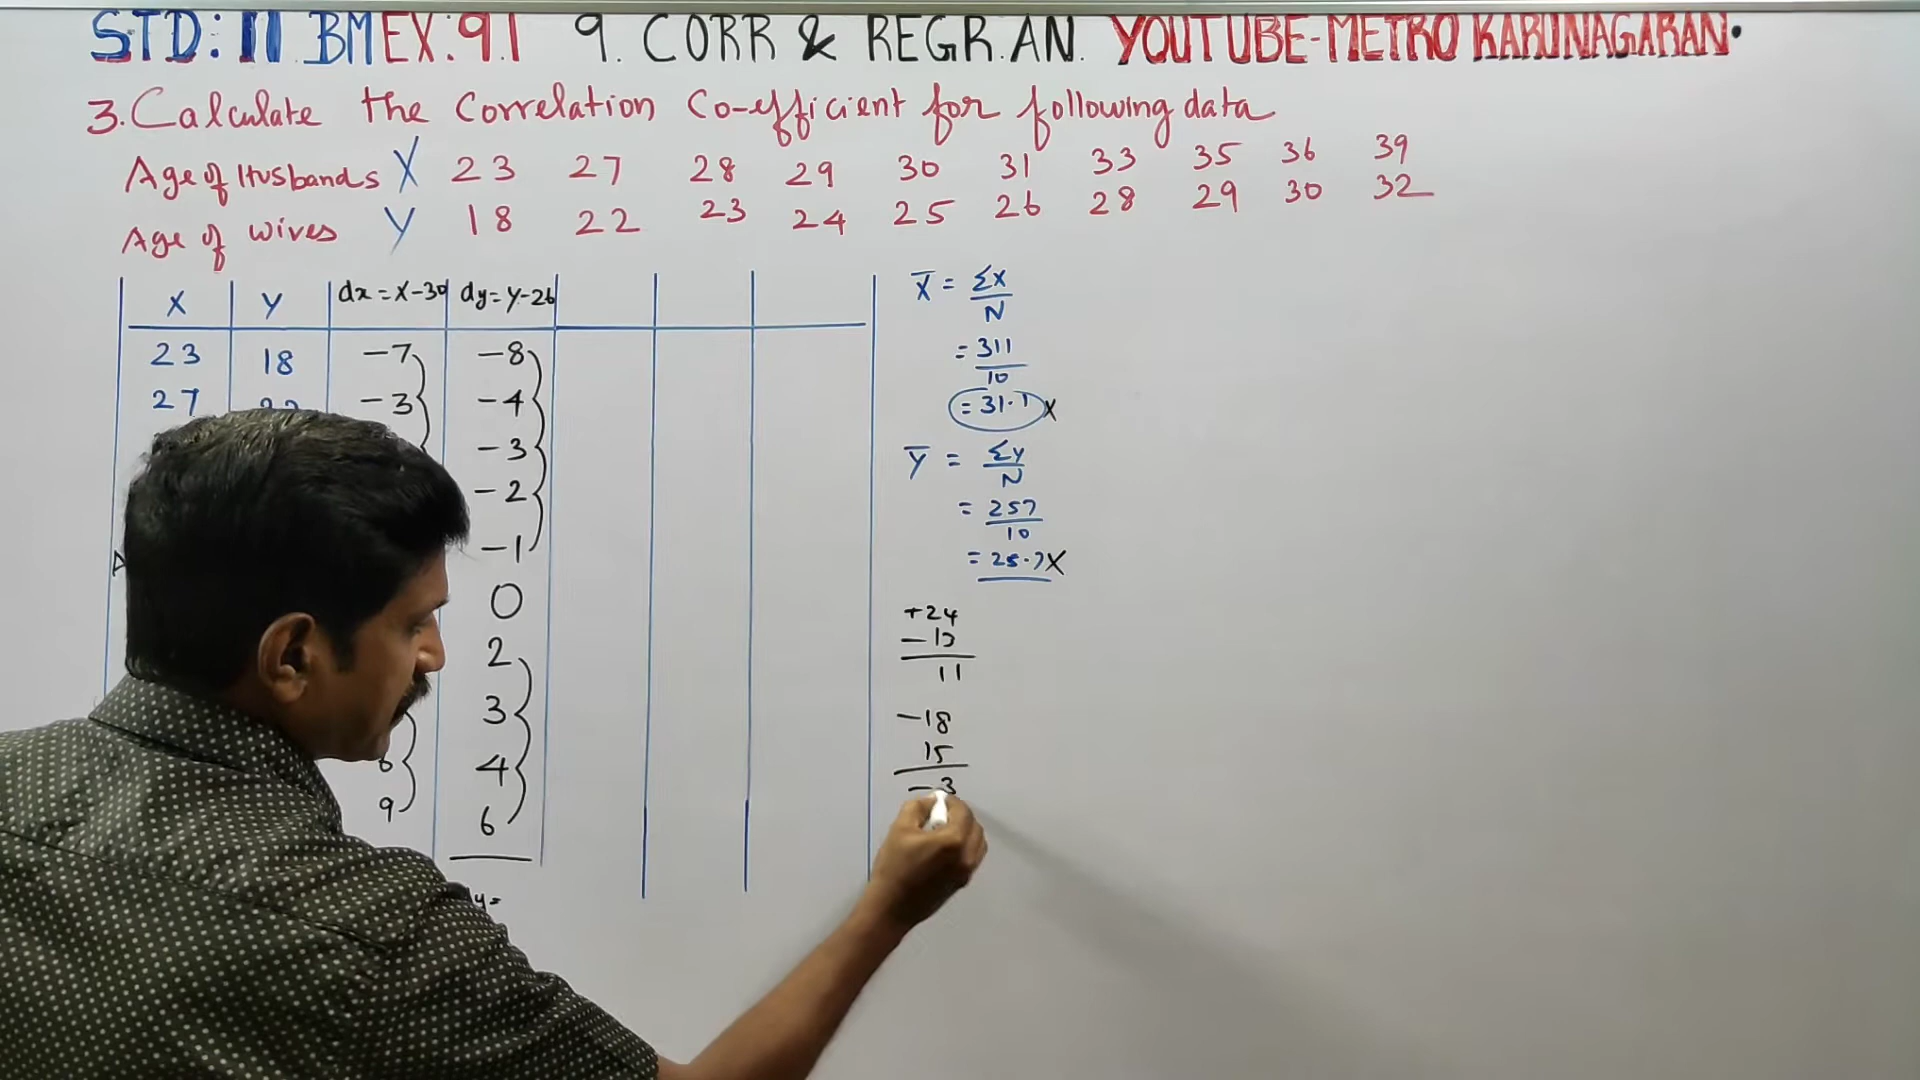 STD: 11 BM EX: 9.1 9. CORR & REGR. AN. YOUTUBE-METRO KARUNAGARAN.
3. Calculate the Correlation Co-efficient for following data
Age of Husbands X 23 27 28 29 30 31 33 35 36 39
Age of wives Y 18 22 23 24 25 26 28 29 30 32
X Y dx = X-30 dy = Y-26
23 18 -7 -8
27 -3 -4
-3
-2
-1
0
2
3
6 4
9 6
y=
X̄ = ΣX
N
= 311
10
= 31.1 X
Ȳ = Σy
N
= 257
10
= 25.7 X
+24
-13
11
-18
15
-3